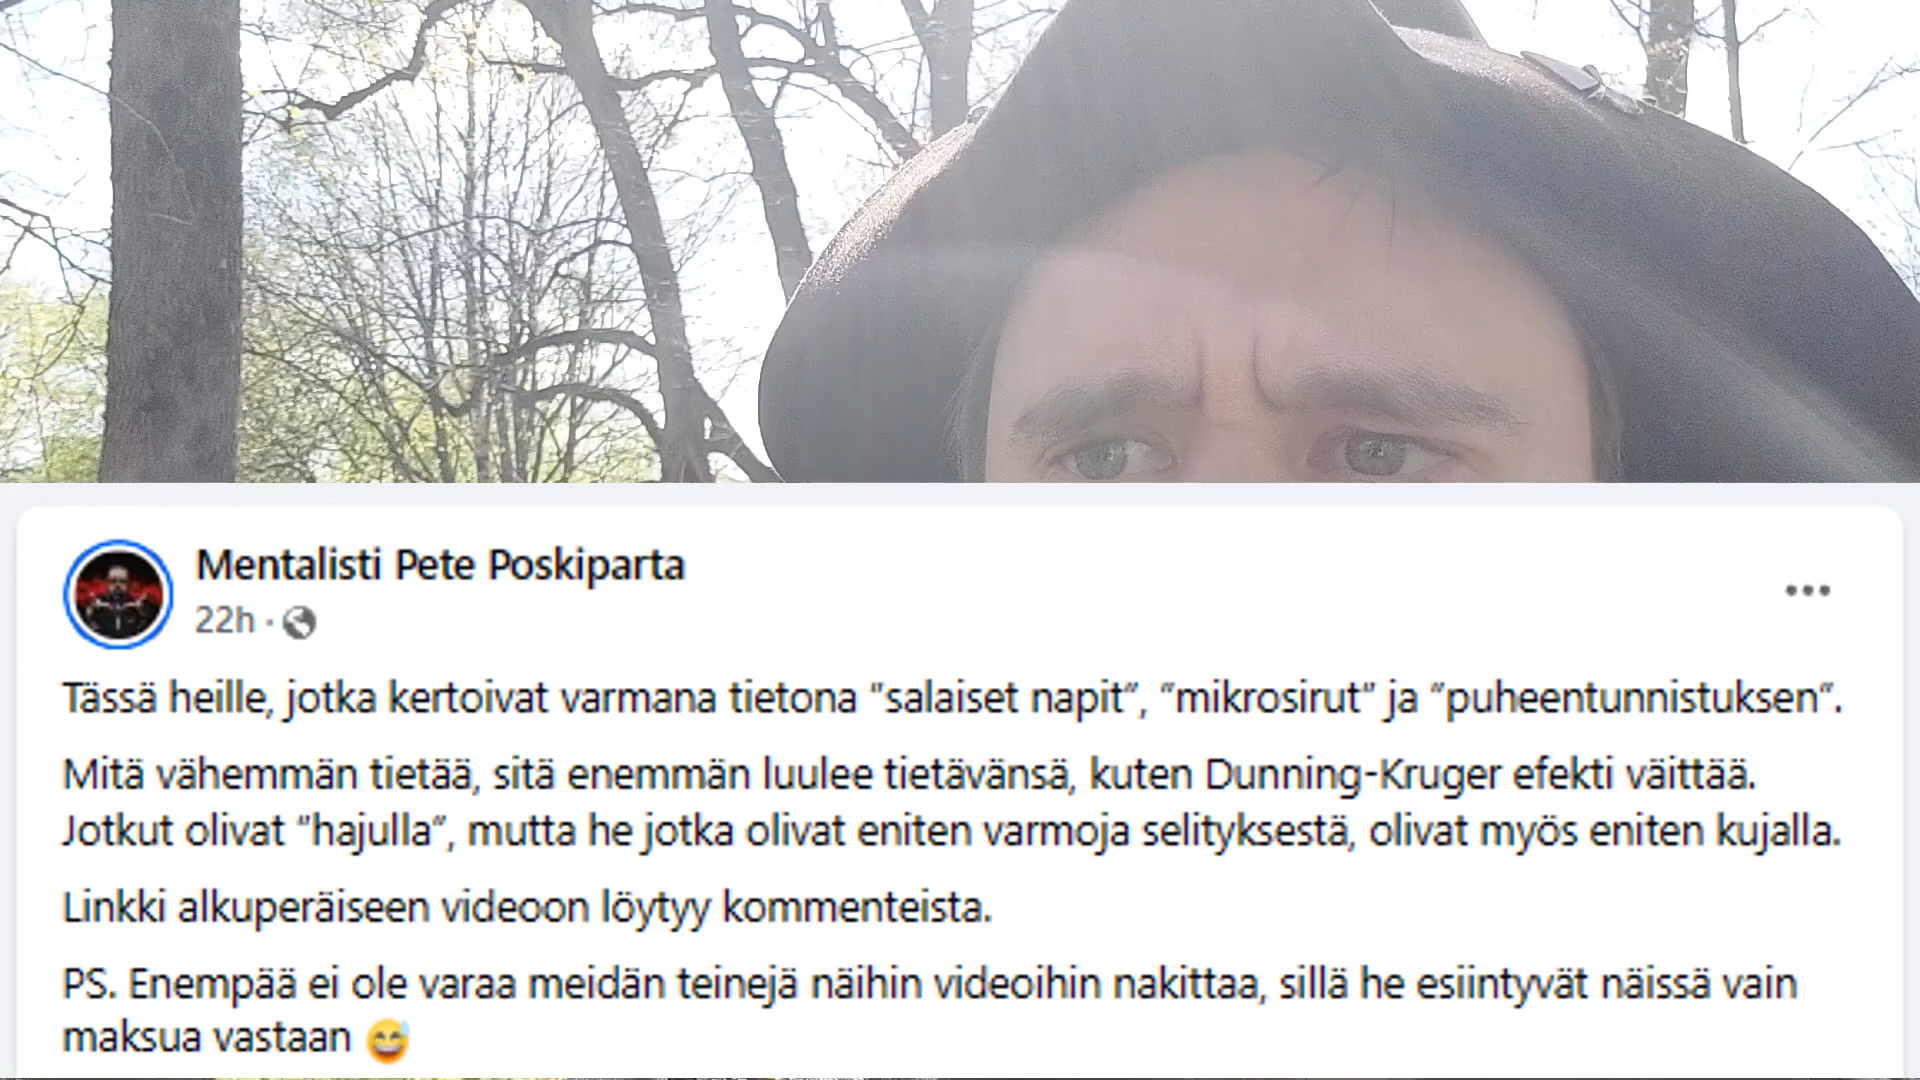 Mentalisti Pete Poskiparta
22h ·
Tässä heille, jotka kertoivat varmana tietona ”salaiset napit”, ”mikrosirut” ja ”puheentunnistuksen”.
Mitä vähemmän tietää, sitä enemmän luulee tietävänsä, kuten Dunning-Kruger efekti väittää.
Jotkut olivat ”hajulla”, mutta he jotka olivat eniten varmoja selityksestä, olivat myös eniten kujalla.
Linkki alkuperäiseen videoon löytyy kommenteista.
PS. Enempää ei ole varaa meidän teinejä näihin videoihin nakittaa, sillä he esiintyvät näissä vain
maksua vastaan 😅